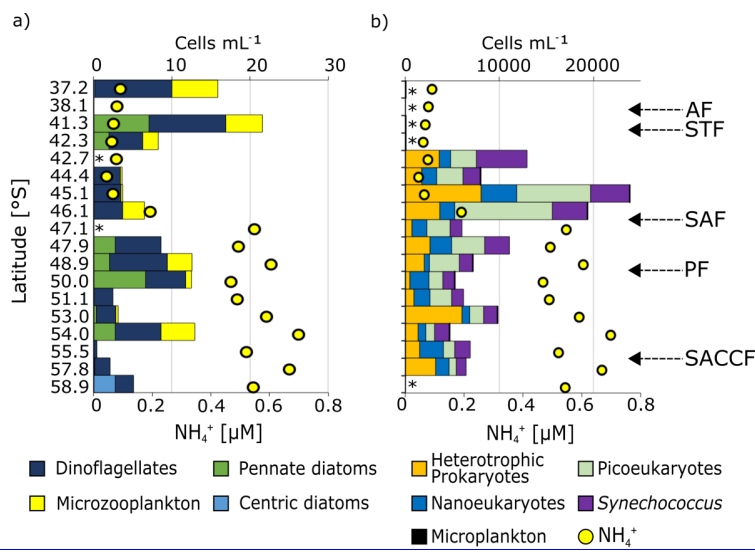 a)
b)
Cells mL⁻¹
Cells mL⁻¹
0 10 20 30
0 10000 20000
37.2 *
38.1 * AF
41.3 * STF
42.3 *
42.7 *
44.4
45.1
46.1
47.1 * SAF
47.9
48.9
50.0 PF
51.1
53.0
54.0
55.5 SACCF
57.8
58.9 *
Latitude [°S]
0 0.2 0.4 0.6 0.8
0 0.2 0.4 0.6 0.8
NH₄⁺ [μM]
NH₄⁺ [μM]
Dinoflagellates
Pennate diatoms
Microzooplankton
Centric diatoms
Heterotrophic
Prokaryotes
Picoeukaryotes
Nanoeukaryotes
Synechococcus
Microplankton
NH₄⁺